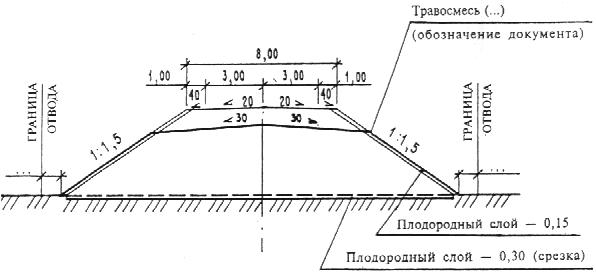 Травосмесь (...)
(обозначение документа)
8,00
1,00 3,00 3,00 1,00
40 20 20 40
30 30
ГРАНИЦА
ОТВОДА
ГРАНИЦА
ОТВОДА
1:1,5
1:1,5
...
...
Плодородный слой — 0,15
Плодородный слой — 0,30 (срезка)